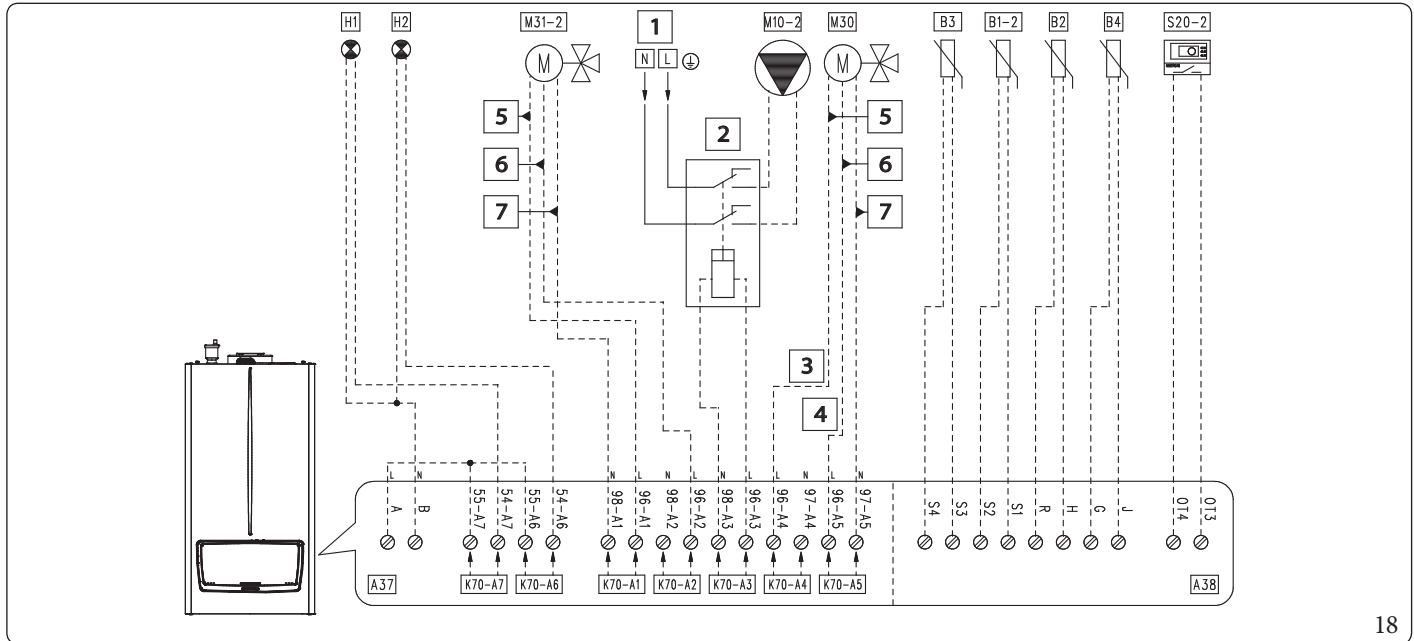 H1 H2 M31-2 1 M10-2 M30 B3 B1-2 B2 B4 S20-2
N L
M M
5 5
2
6 6
7 7
3
4
L N N L N L N L L N L N
A B 55-A7 54-A7 55-A6 54-A6 98-A1 96-A1 98-A2 96-A2 98-A3 96-A3 96-A4 97-A4 96-A5 97-A5 S4 S3 S2 S1 R H G J OT4 OT3
A37 K70-A7 K70-A6 K70-A1 K70-A2 K70-A3 K70-A4 K70-A5 A38
18